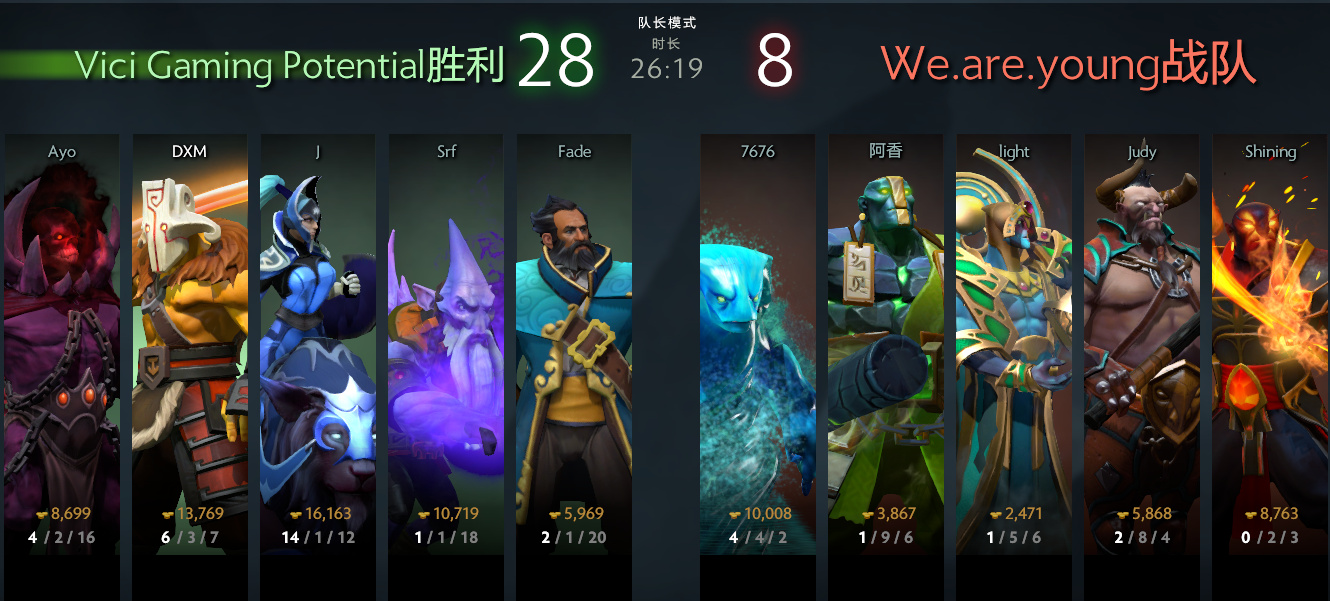 队长模式
Vici Gaming Potential胜利 28 时长 8 We.are.young战队
26:19
Ayo DXM J Srf Fade 7676 阿香 light Judy Shining
8,699 13,769 16,163 10,719 5,969 10,008 3,867 2,471 5,868 8,763
4 / 2 / 16 6 / 3 / 7 14 / 1 / 12 1 / 1 / 18 2 / 1 / 20 4 / 4 / 2 1 / 9 / 6 1 / 5 / 6 2 / 8 / 4 0 / 2 / 3